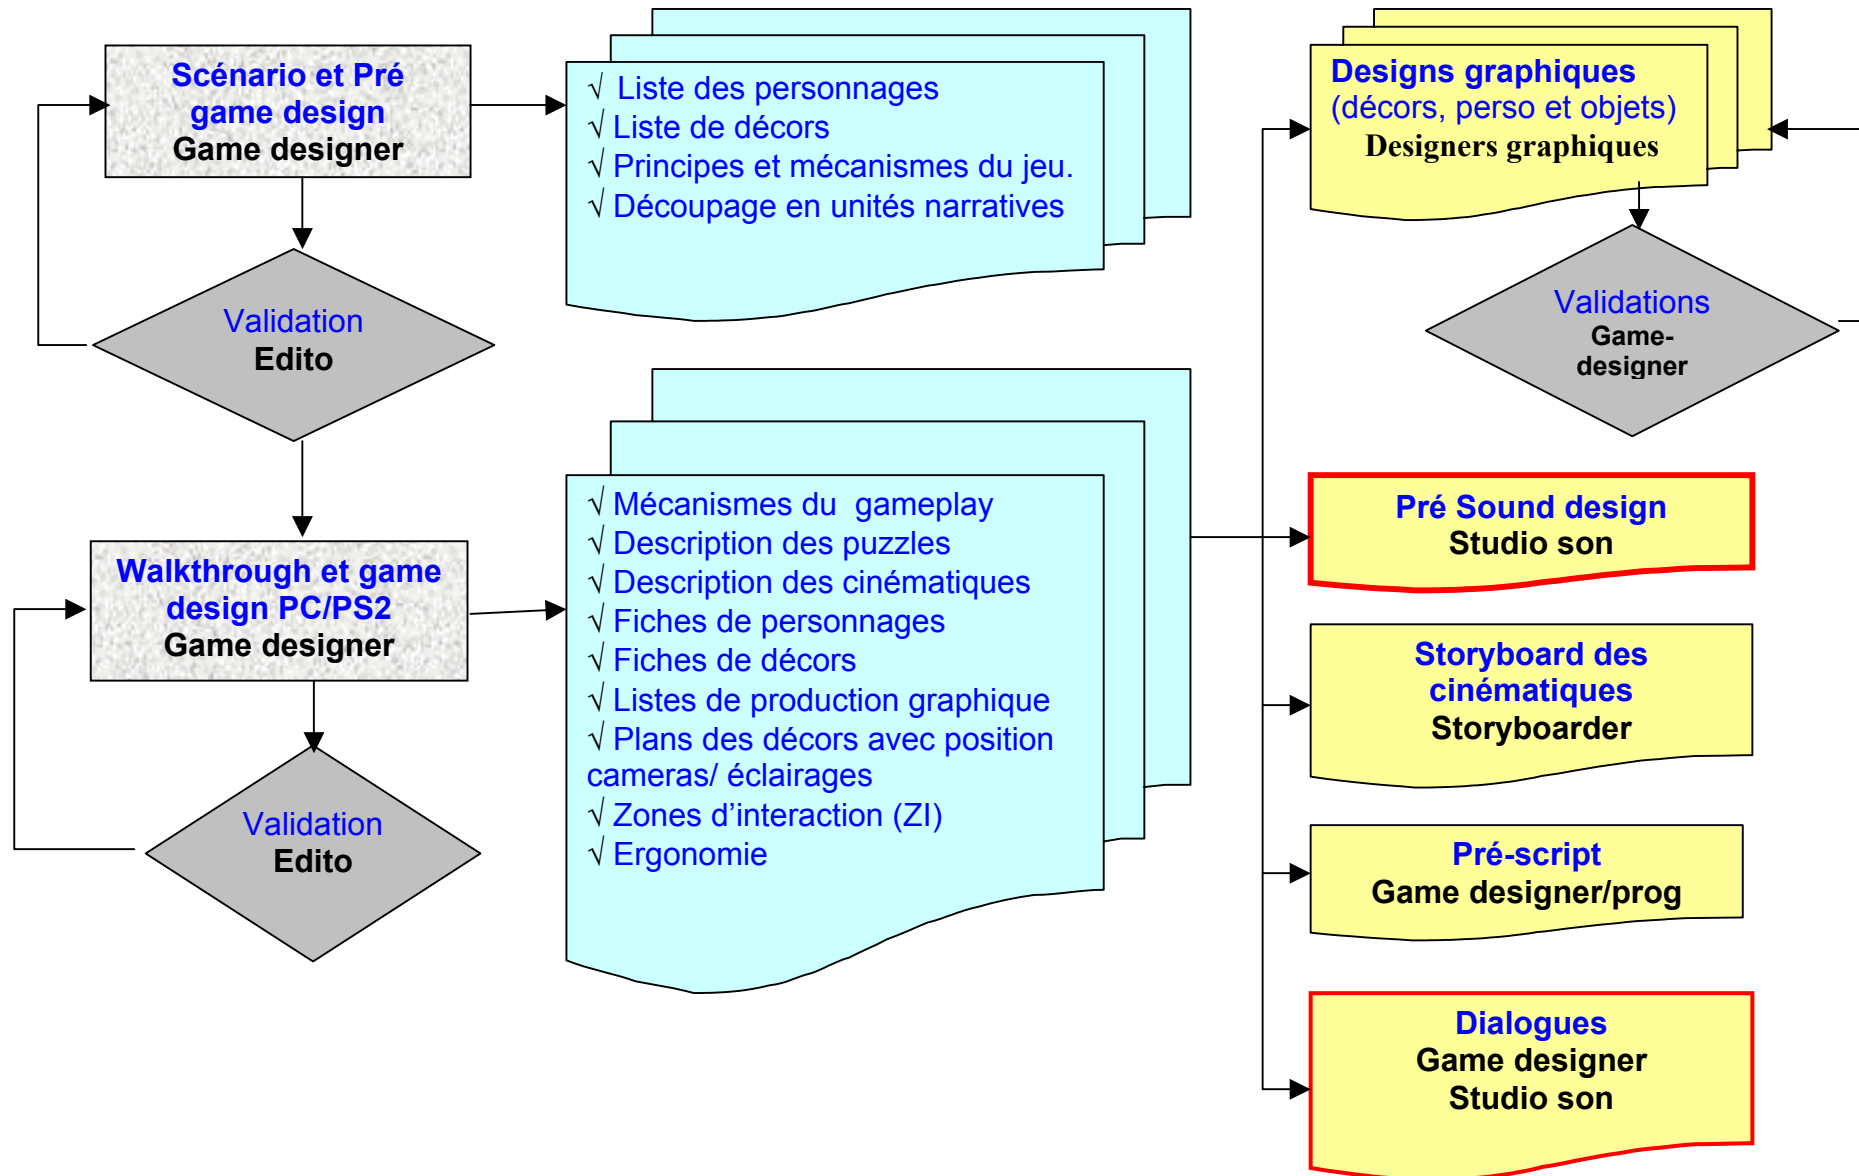 Scénario et Pré
game design
Game designer
Validation
Edito
Walkthrough et game
design PC/PS2
Game designer
Validation
Edito
√ Liste des personnages
√ Liste de décors
√ Principes et mécanismes du jeu.
√ Découpage en unités narratives
√ Mécanismes du gameplay
√ Description des puzzles
√ Description des cinématiques
√ Fiches de personnages
√ Fiches de décors
√ Listes de production graphique
√ Plans des décors avec position
cameras/ éclairages
√ Zones d’interaction (ZI)
√ Ergonomie
Designs graphiques
(décors, perso et objets)
Designers graphiques
Validations
Game-
designer
Pré Sound design
Studio son
Storyboard des
cinématiques
Storyboarder
Pré-script
Game designer/prog
Dialogues
Game designer
Studio son